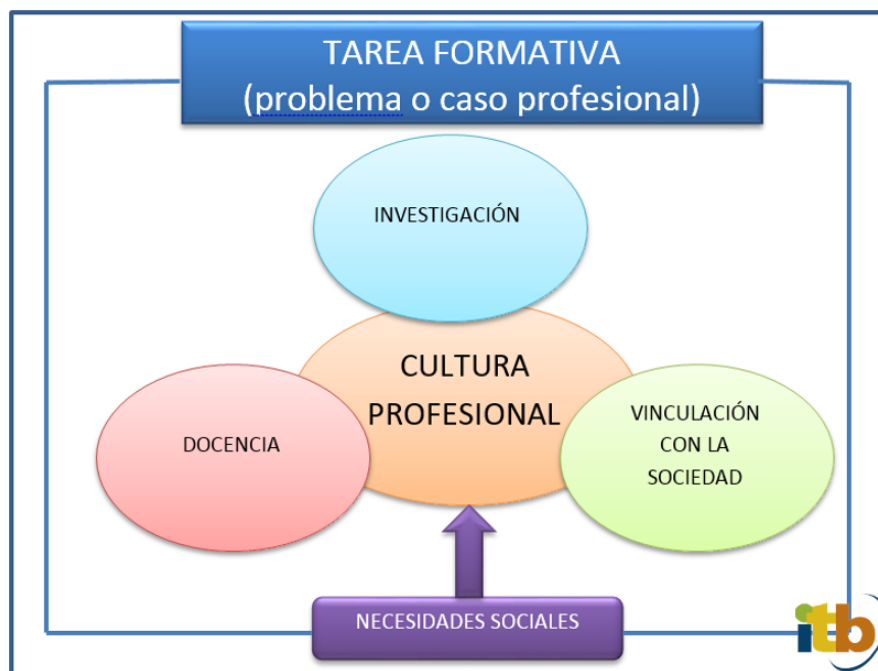 TAREA FORMATIVA
(problema o caso profesional)
INVESTIGACIÓN
CULTURA
PROFESIONAL
DOCENCIA
VINCULACIÓN
CON LA
SOCIEDAD
NECESIDADES SOCIALES
itb